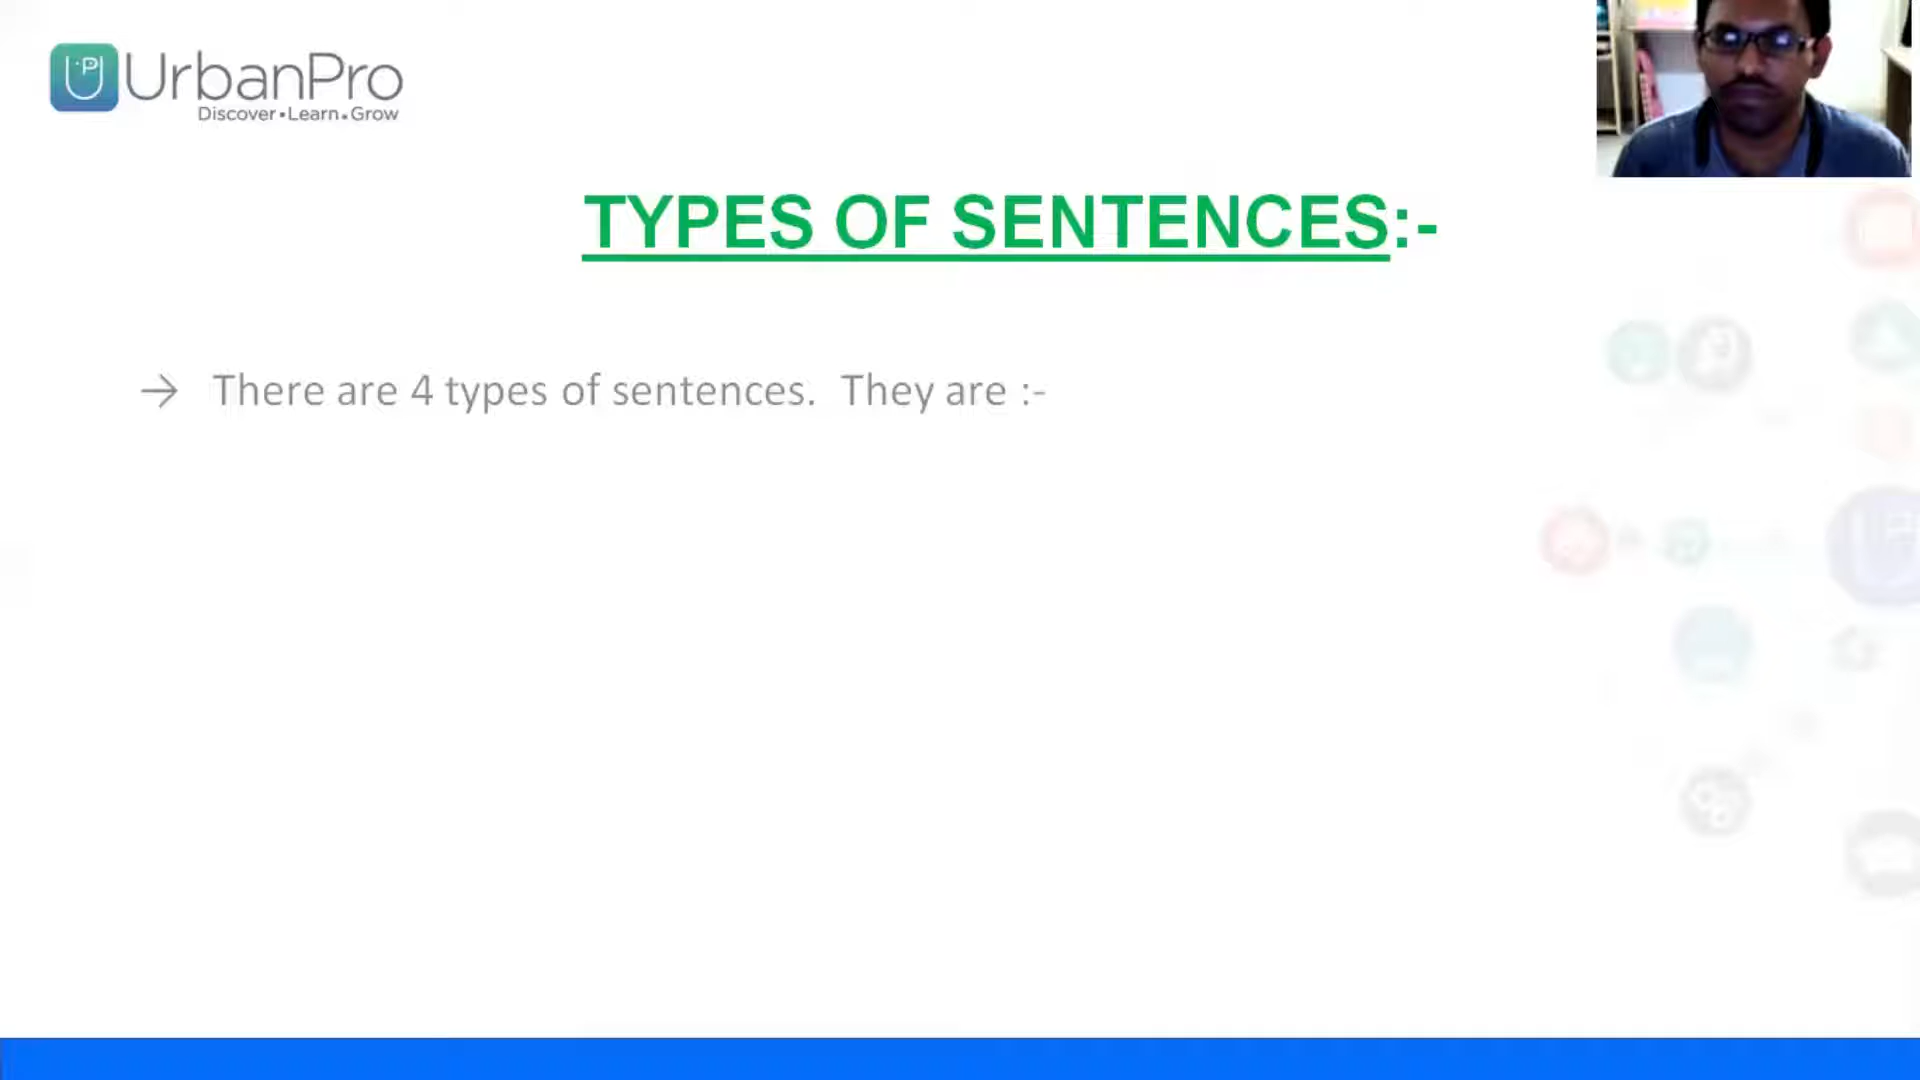 UrbanPro
Discover•Learn•Grow
TYPES OF SENTENCES:-
→ There are 4 types of sentences. They are :-